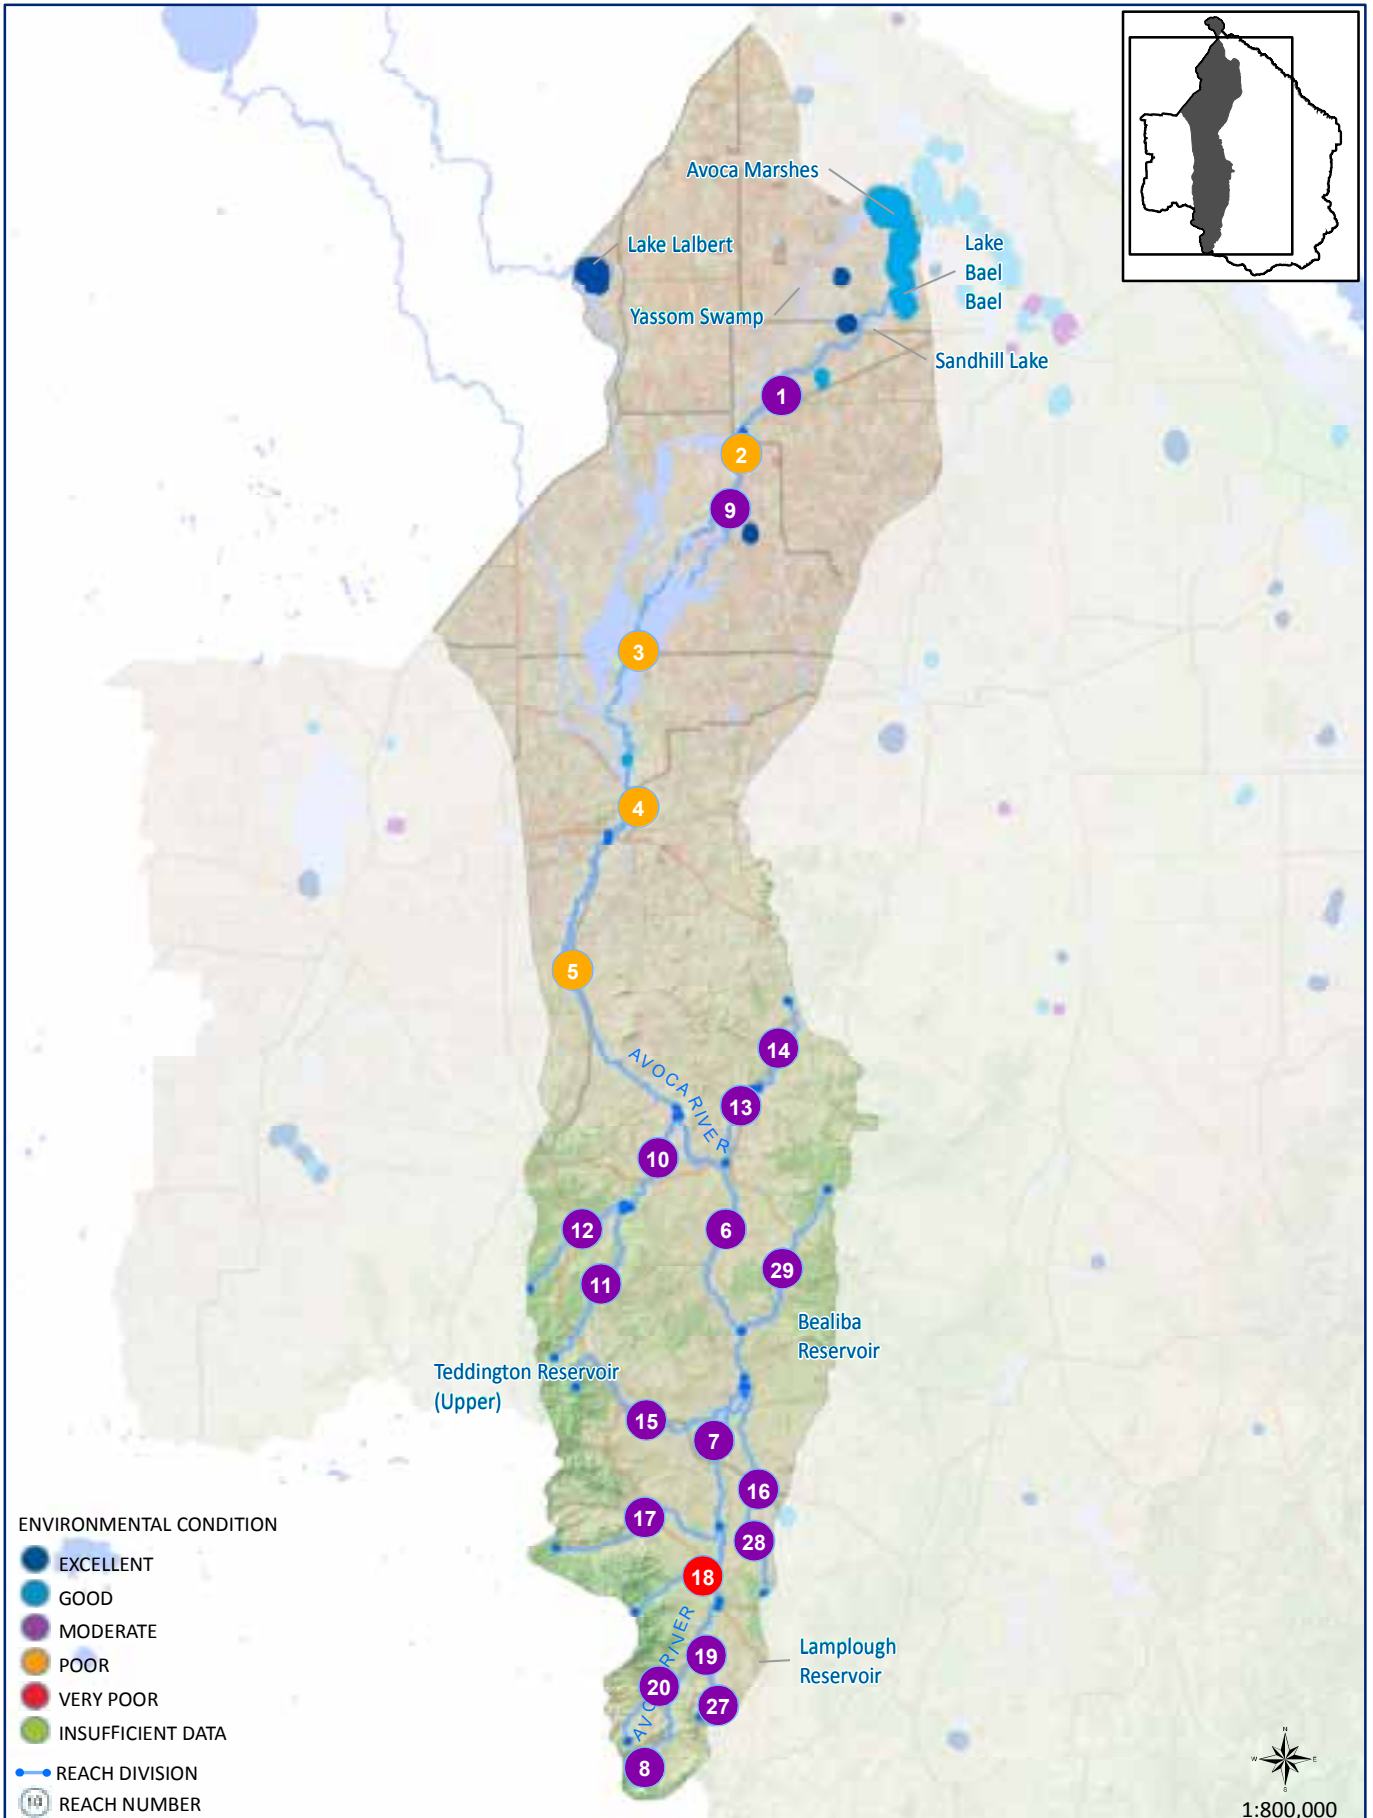 Avoca Marshes
Lake Lalbert
Lake
Bael
Bael
Yassom Swamp
Sandhill Lake
1
2
9
3
4
5
14
AVOCA RIVER
13
10
12
6
29
11
Bealiba
Reservoir
Teddington Reservoir
(Upper)
15
7
16
17
28
18
AVOCA RIVER
19
Lamplough
Reservoir
20
27
8
ENVIRONMENTAL CONDITION
EXCELLENT
GOOD
MODERATE
POOR
VERY POOR
INSUFFICIENT DATA
REACH DIVISION
10 REACH NUMBER
N
W
E
S
1:800,000